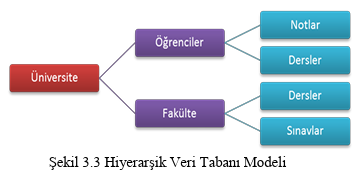 Notlar
Öğrenciler
Dersler
Üniversite
Dersler
Fakülte
Sınavlar
Şekil 3.3 Hiyerarşik Veri Tabanı Modeli